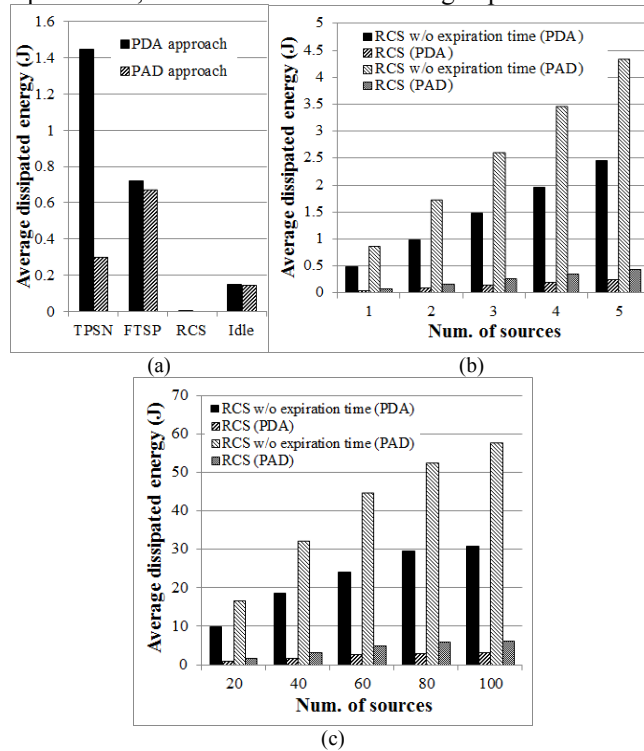 Average dissipated energy (J)
1.6
1.4
1.2
1
0.8
0.6
0.4
0.2
0
PDA approach
PAD approach
TPSN FTSP RCS Idle
(a)
Average dissipated energy (J)
5
4.5
4
3.5
3
2.5
2
1.5
1
0.5
0
RCS w/o expiration time (PDA)
RCS (PDA)
RCS w/o expiration time (PAD)
RCS (PAD)
1 2 3 4 5
Num. of sources
(b)
Average dissipated energy (J)
70
60
50
40
30
20
10
0
RCS w/o expiration time (PDA)
RCS (PDA)
RCS w/o expiration time (PAD)
RCS (PAD)
20 40 60 80 100
Num. of sources
(c)